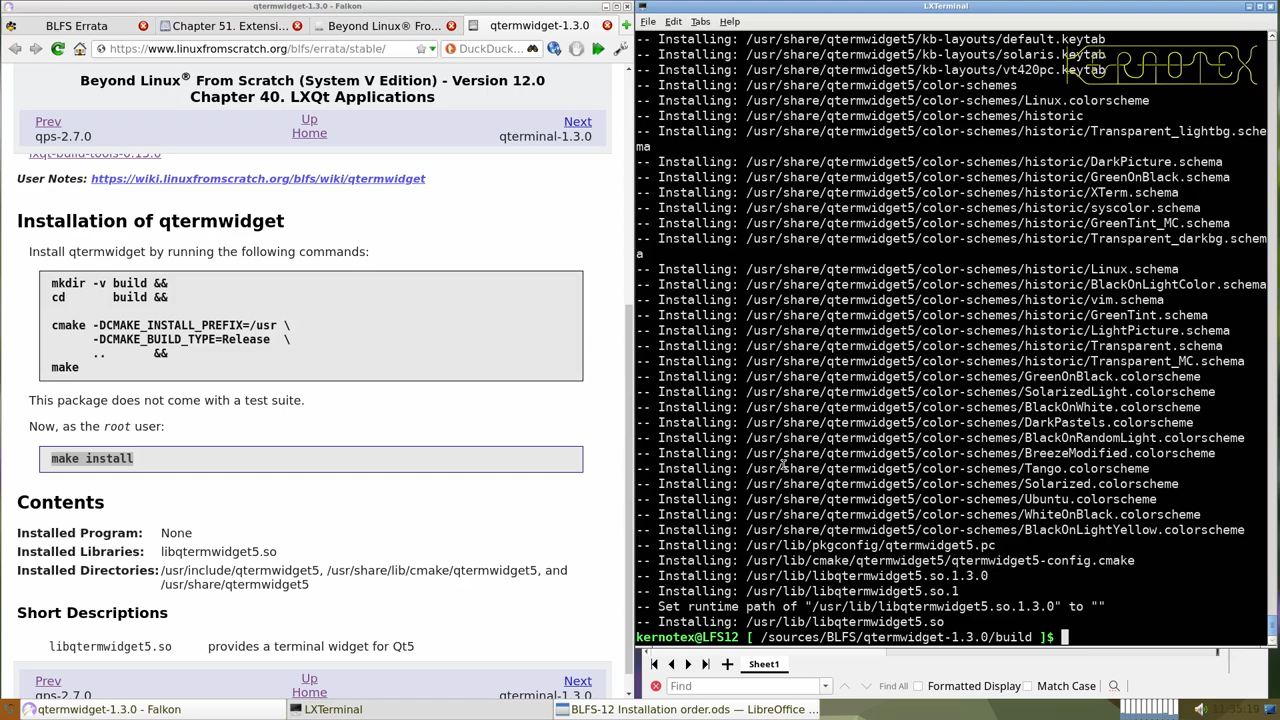 qtermwidget-1.3.0 - Falkon
BLFS Errata
Chapter 51. Extensi...
Beyond Linux® Fro...
qtermwidget-1.3.0
https://www.linuxfromscratch.org/blfs/errata/stable/
DuckDuc...
Beyond Linux® From Scratch (System V Edition) - Version 12.0
Chapter 40. LXQt Applications
Prev
Up
Next
qps-2.7.0
Home
qterminal-1.3.0
lxqt-build-tools-0.13.0
User Notes: https://wiki.linuxfromscratch.org/blfs/wiki/qtermwidget
Installation of qtermwidget
Install qtermwidget by running the following commands:
mkdir -v build &&
cd       build &&
cmake -DCMAKE_INSTALL_PREFIX=/usr \
      -DCMAKE_BUILD_TYPE=Release  \
      ..       &&
make
This package does not come with a test suite.
Now, as the root user:
make install
Contents
Installed Program: None
Installed Libraries: libqtermwidget5.so
Installed Directories: /usr/include/qtermwidget5, /usr/share/lib/cmake/qtermwidget5, and
/usr/share/qtermwidget5
Short Descriptions
libqtermwidget5.so provides a terminal widget for Qt5
Prev
Up
Next
qps-2.7.0
Home
qterminal-1.3.0
LXTerminal
File Edit Tabs Help
KERNOTEX
-- Installing: /usr/share/qtermwidget5/kb-layouts/default.keytab
-- Installing: /usr/share/qtermwidget5/kb-layouts/solaris.keytab
-- Installing: /usr/share/qtermwidget5/kb-layouts/vt420pc.keytab
-- Installing: /usr/share/qtermwidget5/color-schemes
-- Installing: /usr/share/qtermwidget5/color-schemes/Linux.colorscheme
-- Installing: /usr/share/qtermwidget5/color-schemes/historic
-- Installing: /usr/share/qtermwidget5/color-schemes/historic/Transparent_lightbg.sche
ma
-- Installing: /usr/share/qtermwidget5/color-schemes/historic/DarkPicture.schema
-- Installing: /usr/share/qtermwidget5/color-schemes/historic/GreenOnBlack.schema
-- Installing: /usr/share/qtermwidget5/color-schemes/historic/XTerm.schema
-- Installing: /usr/share/qtermwidget5/color-schemes/historic/syscolor.schema
-- Installing: /usr/share/qtermwidget5/color-schemes/historic/GreenTint_MC.schema
-- Installing: /usr/share/qtermwidget5/color-schemes/historic/Transparent_darkbg.schem
a
-- Installing: /usr/share/qtermwidget5/color-schemes/historic/Linux.schema
-- Installing: /usr/share/qtermwidget5/color-schemes/historic/BlackOnLightColor.schema
-- Installing: /usr/share/qtermwidget5/color-schemes/historic/vim.schema
-- Installing: /usr/share/qtermwidget5/color-schemes/historic/GreenTint.schema
-- Installing: /usr/share/qtermwidget5/color-schemes/historic/LightPicture.schema
-- Installing: /usr/share/qtermwidget5/color-schemes/historic/Transparent.schema
-- Installing: /usr/share/qtermwidget5/color-schemes/historic/Transparent_MC.schema
-- Installing: /usr/share/qtermwidget5/color-schemes/GreenOnBlack.colorscheme
-- Installing: /usr/share/qtermwidget5/color-schemes/SolarizedLight.colorscheme
-- Installing: /usr/share/qtermwidget5/color-schemes/BlackOnWhite.colorscheme
-- Installing: /usr/share/qtermwidget5/color-schemes/DarkPastels.colorscheme
-- Installing: /usr/share/qtermwidget5/color-schemes/BlackOnRandomLight.colorscheme
-- Installing: /usr/share/qtermwidget5/color-schemes/BreezeModified.colorscheme
-- Installing: /usr/share/qtermwidget5/color-schemes/Tango.colorscheme
-- Installing: /usr/share/qtermwidget5/color-schemes/Solarized.colorscheme
-- Installing: /usr/share/qtermwidget5/color-schemes/Ubuntu.colorscheme
-- Installing: /usr/share/qtermwidget5/color-schemes/WhiteOnBlack.colorscheme
-- Installing: /usr/share/qtermwidget5/color-schemes/BlackOnLightYellow.colorscheme
-- Installing: /usr/lib/pkgconfig/qtermwidget5.pc
-- Installing: /usr/lib/cmake/qtermwidget5/qtermwidget5-config.cmake
-- Installing: /usr/lib/libqtermwidget5.so.1.3.0
-- Installing: /usr/lib/libqtermwidget5.so.1
-- Set runtime path of "/usr/lib/libqtermwidget5.so.1.3.0" to ""
-- Installing: /usr/lib/libqtermwidget5.so
kernotex@LFS12 [ /sources/BLFS/qtermwidget-1.3.0/build ]$
Sheet1
Find
Find All
Formatted Display
Match Case
qtermwidget-1.3.0 - Falkon
LXTerminal
BLFS-12 Installation order.ods — LibreOffice ...
11:35:19